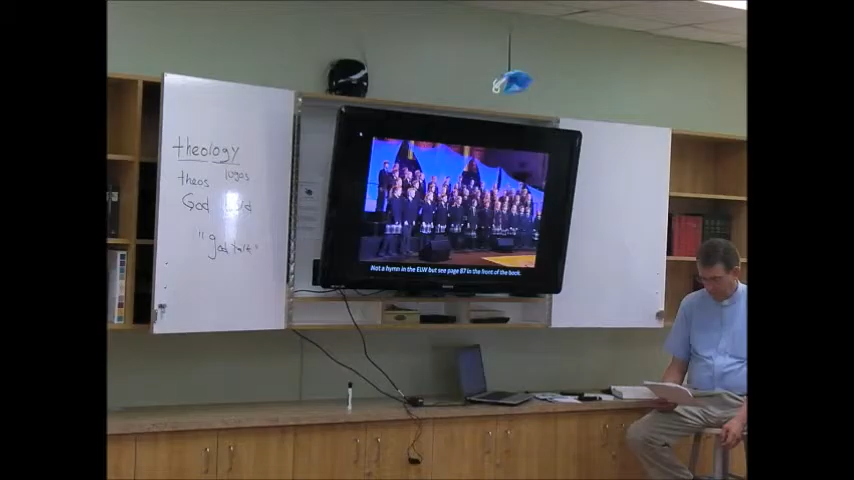 theology
theos logos
God
"god talk"
Not a hymn in the ELW but see page 87 in the front of the book.